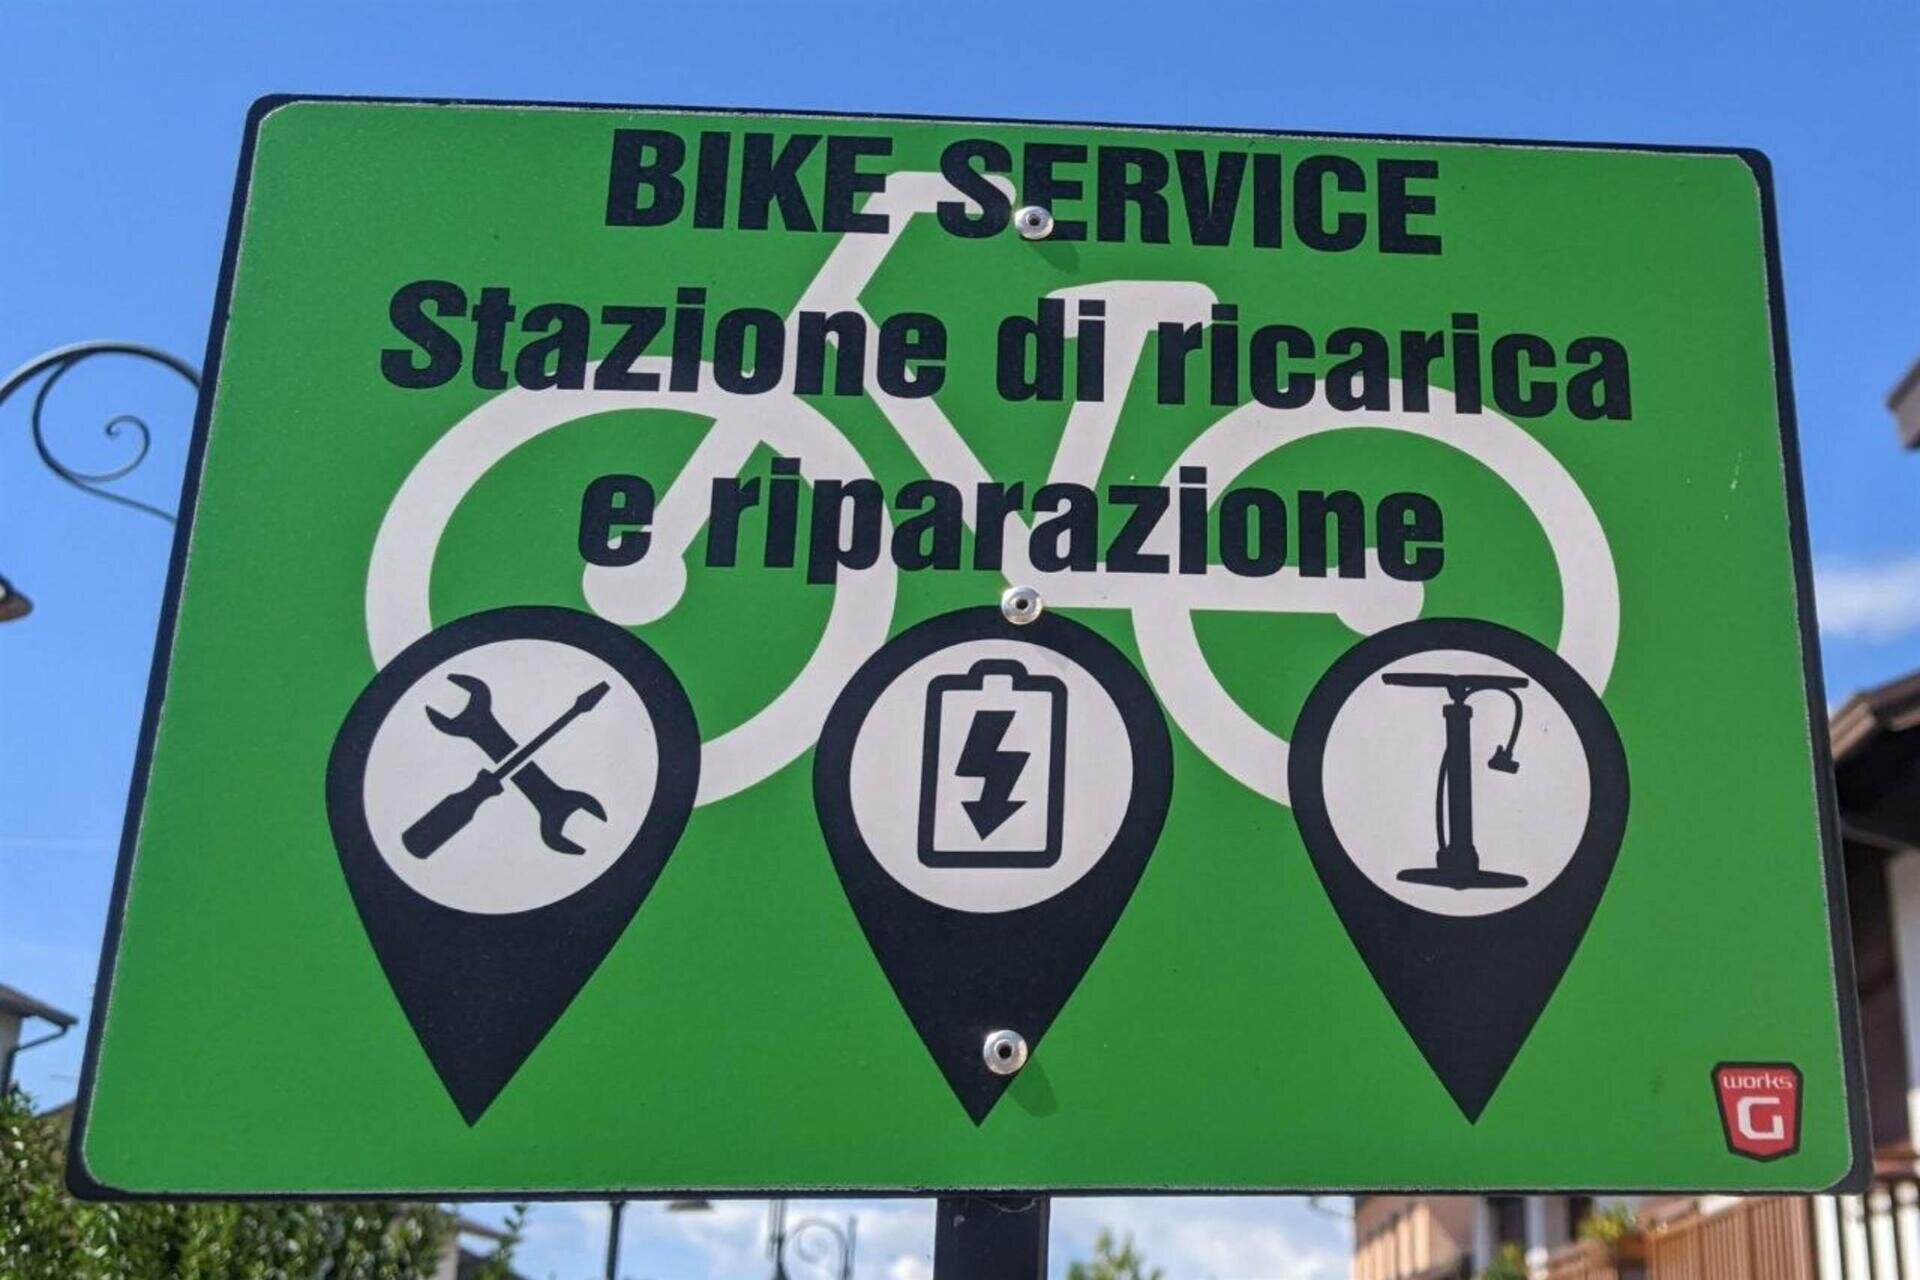 BIKE SERVICE
Stazione di ricarica
e riparazione
works
G